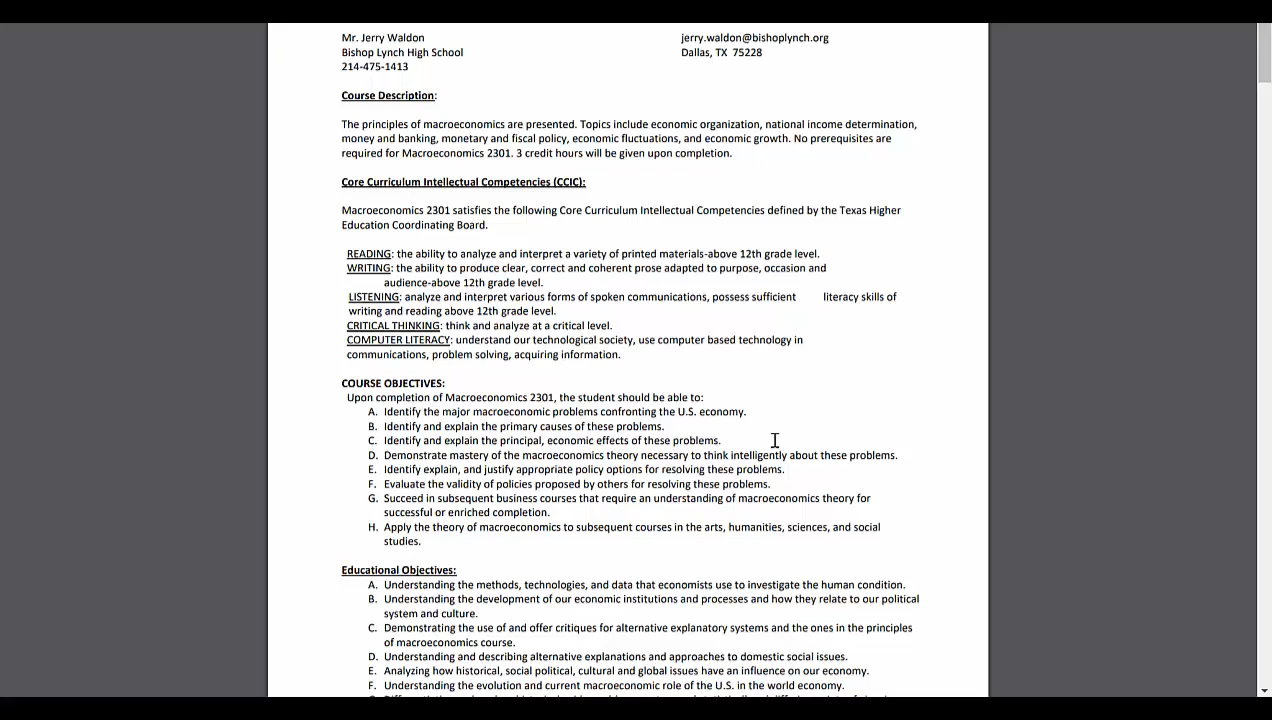 Mr. Jerry Waldon jerry.waldon@bishoplynch.org
Bishop Lynch High School Dallas, TX 75228
214-475-1413
Course Description:
The principles of macroeconomics are presented. Topics include economic organization, national income determination,
money and banking, monetary and fiscal policy, economic fluctuations, and economic growth. No prerequisites are
required for Macroeconomics 2301. 3 credit hours will be given upon completion.
Core Curriculum Intellectual Competencies (CCIC):
Macroeconomics 2301 satisfies the following Core Curriculum Intellectual Competencies defined by the Texas Higher
Education Coordinating Board.
READING: the ability to analyze and interpret a variety of printed materials-above 12th grade level.
WRITING: the ability to produce clear, correct and coherent prose adapted to purpose, occasion and
audience-above 12th grade level.
LISTENING: analyze and interpret various forms of spoken communications, possess sufficient literacy skills of
writing and reading above 12th grade level.
CRITICAL THINKING: think and analyze at a critical level.
COMPUTER LITERACY: understand our technological society, use computer based technology in
communications, problem solving, acquiring information.
COURSE OBJECTIVES:
Upon completion of Macroeconomics 2301, the student should be able to:
A. Identify the major macroeconomic problems confronting the U.S. economy.
B. Identify and explain the primary causes of these problems.
C. Identify and explain the principal, economic effects of these problems.
D. Demonstrate mastery of the macroeconomics theory necessary to think intelligently about these problems.
E. Identify explain, and justify appropriate policy options for resolving these problems.
F. Evaluate the validity of policies proposed by others for resolving these problems.
G. Succeed in subsequent business courses that require an understanding of macroeconomics theory for
successful or enriched completion.
H. Apply the theory of macroeconomics to subsequent courses in the arts, humanities, sciences, and social
studies.
Educational Objectives:
A. Understanding the methods, technologies, and data that economists use to investigate the human condition.
B. Understanding the development of our economic institutions and processes and how they relate to our political
system and culture.
C. Demonstrating the use of and offer critiques for alternative explanatory systems and the ones in the principles
of macroeconomics course.
D. Understanding and describing alternative explanations and approaches to domestic social issues.
E. Analyzing how historical, social political, cultural and global issues have an influence on our economy.
F. Understanding the evolution and current macroeconomic role of the U.S. in the world economy.